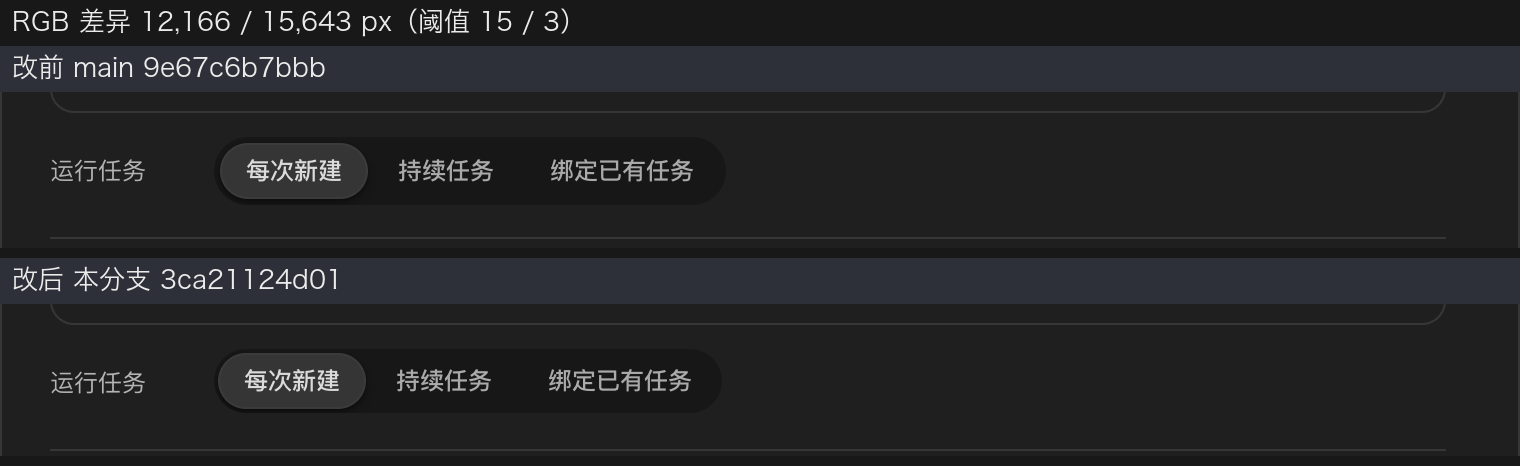 RGB 差异 12,166 / 15,643 px（阈值 15 / 3）
改前 main 9e67c6b7bbb
运行任务 每次新建 持续任务 绑定已有任务
改后 本分支 3ca21124d01
运行任务 每次新建 持续任务 绑定已有任务